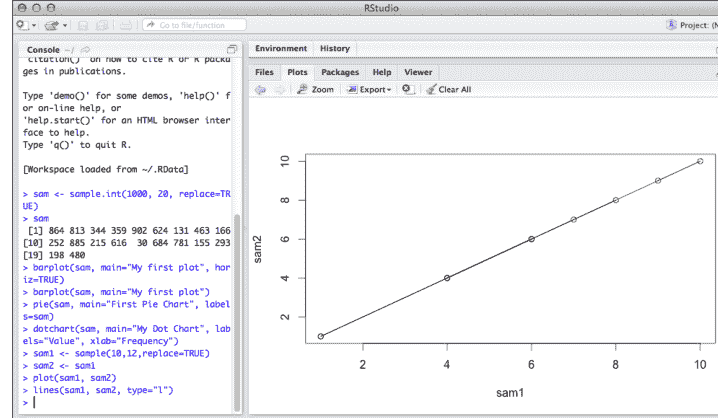 RStudio
Go to file/function
Project: (N
Console ~/
citation() on how to cite R or R packa
ges in publications.
Type 'demo()' for some demos, 'help()' f
or on-line help, or
'help.start()' for an HTML browser inter
face to help.
Type 'q()' to quit R.
[Workspace loaded from ~/.RData]
> sam <- sample.int(1000, 20, replace=TR
UE)
> sam
[1] 864 813 344 359 902 624 131 463 166
[10] 252 885 215 616 30 684 781 155 293
[19] 198 480
> barplot(sam, main="My first plot", hor
iz=TRUE)
> barplot(sam, main="My first plot")
> pie(sam, main="First Pie Chart", label
s=sam)
> dotchart(sam, main="My Dot Chart", lab
els="Value", xlab="Frequency")
> sam1 <- sample(10,12,replace=TRUE)
> sam2 <- sam1
> plot(sam1, sam2)
> lines(sam1, sam2, type="l")
>
Environment History
Files Plots Packages Help Viewer
Zoom Export Clear All
10
8
6
4
2
sam2
2 4 6 8 10
sam1